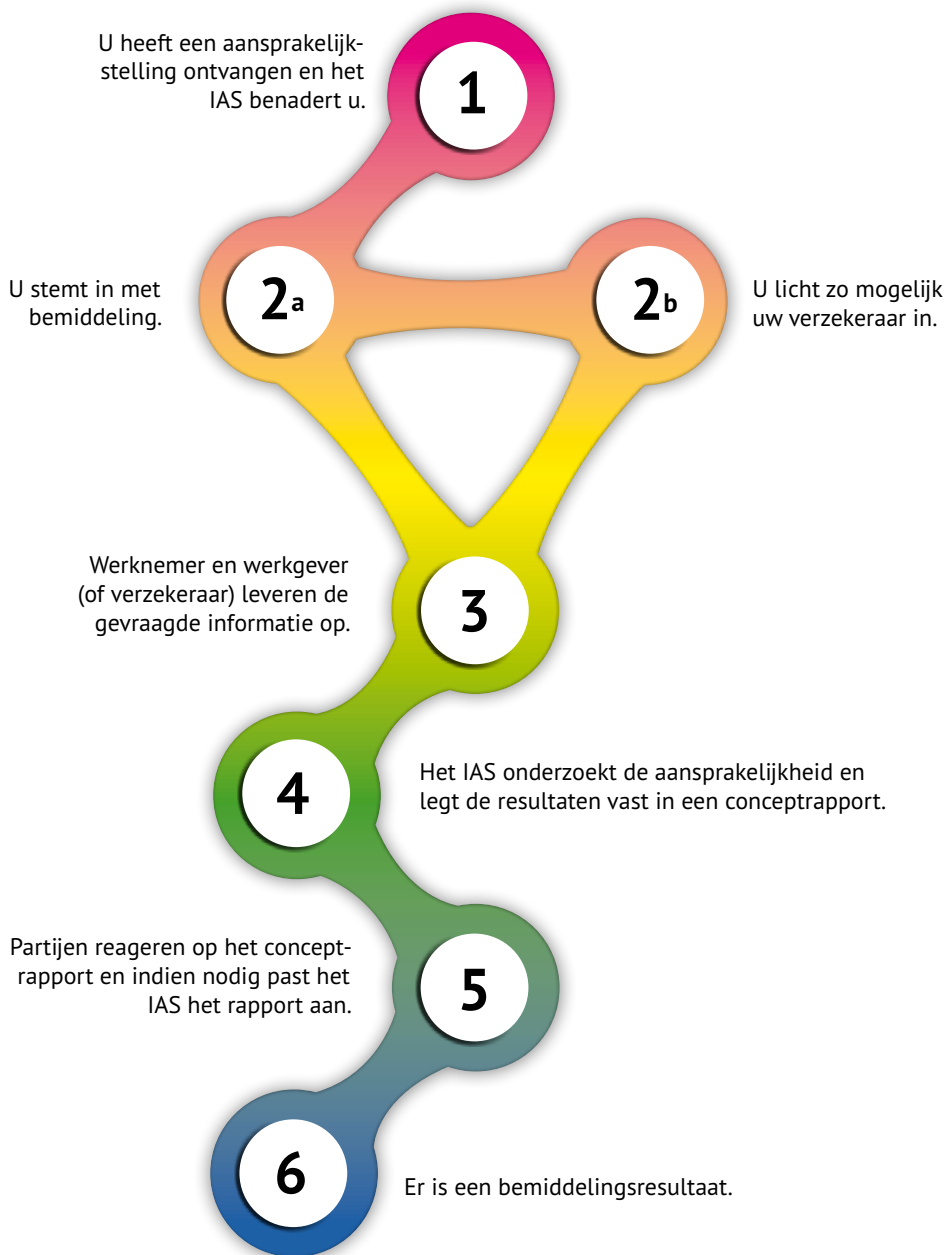 U heeft een aansprakelijk-
stelling ontvangen en het
IAS benadert u.
1
U stemt in met
bemiddeling.
2a
2b
U licht zo mogelijk
uw verzekeraar in.
Werknemer en werkgever
(of verzekeraar) leveren de
gevraagde informatie op.
3
4
Het IAS onderzoekt de aansprakelijkheid en
legt de resultaten vast in een conceptrapport.
Partijen reageren op het concept-
rapport en indien nodig past het
IAS het rapport aan.
5
6
Er is een bemiddelingsresultaat.